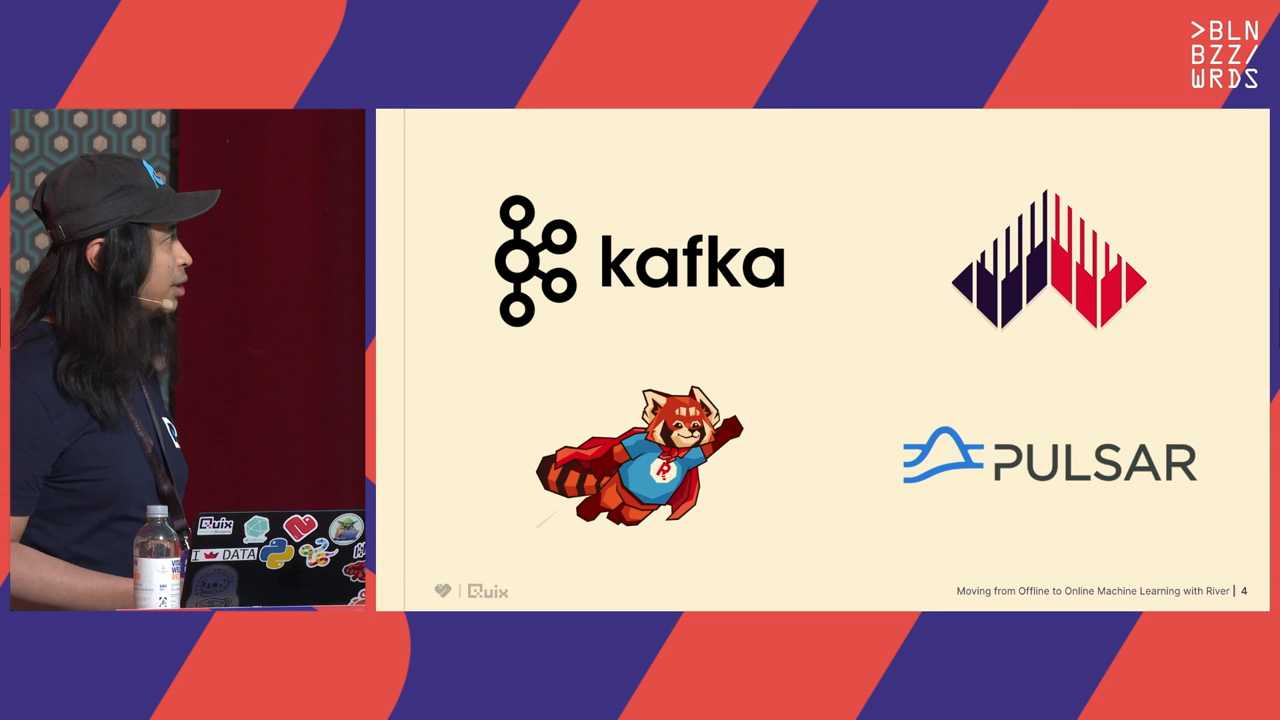 >BLN
BZZ/
WRDS
kafka
PULSAR
R
Quix
I DATA
Quix
Moving from Offline to Online Machine Learning with River | 4